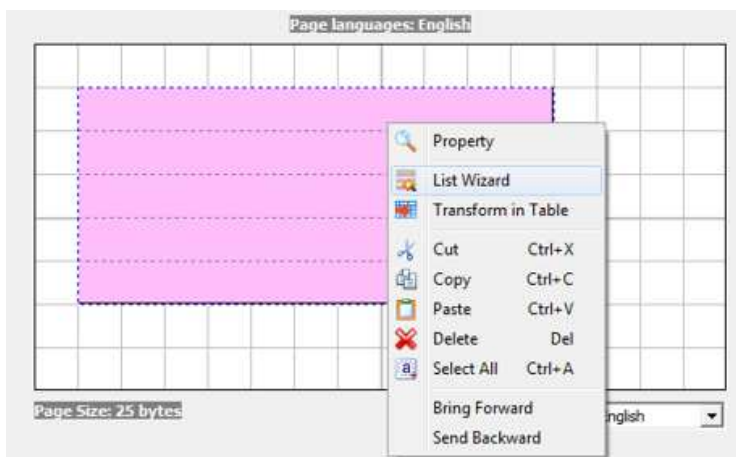 Page languages: English
Property
List Wizard
Transform in Table
Cut Ctrl+X
Copy Ctrl+C
Paste Ctrl+V
Delete Del
Select All Ctrl+A
Bring Forward
Send Backward
Page Size: 25 bytes
nglish